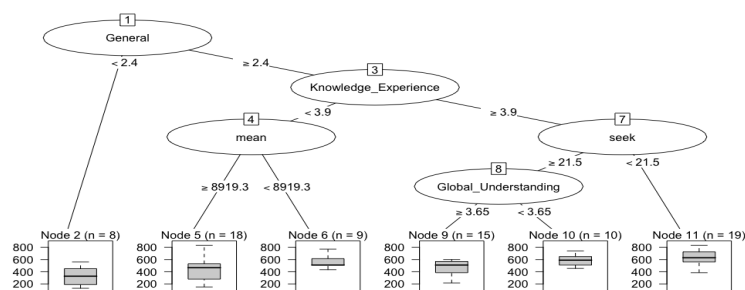 1
General
< 2.4
≥ 2.4
3
Knowledge_Experience
< 3.9
≥ 3.9
4
mean
7
seek
≥ 8919.3
< 8919.3
≥ 21.5
< 21.5
8
Global_Understanding
≥ 3.65
< 3.65
Node 2 (n = 8)
Node 5 (n = 18)
Node 6 (n = 9)
Node 9 (n = 15)
Node 10 (n = 10)
Node 11 (n = 19)
800 800 800 800 800 800
600 600 600 600 600 600
400 400 400 400 400 400
200 200 200 200 200 200